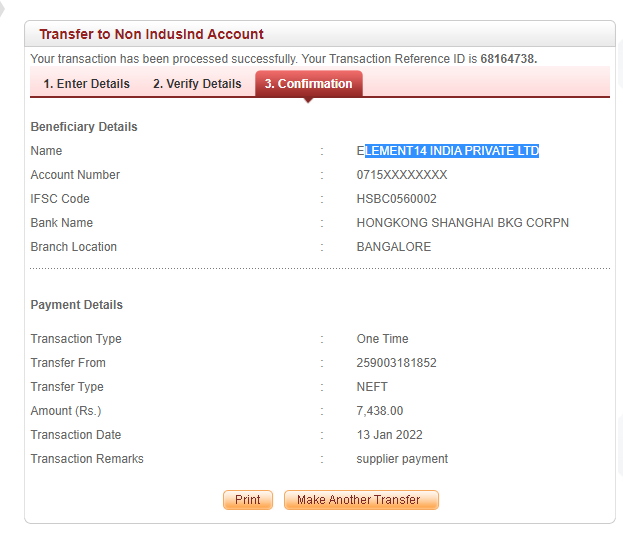 Transfer to Non IndusInd Account
Your transaction has been processed successfully. Your Transaction Reference ID is 68164738.
1. Enter Details 2. Verify Details 3. Confirmation
Beneficiary Details
Name : ELEMENT14 INDIA PRIVATE LTD
Account Number : 0715XXXXXXXX
IFSC Code : HSBC0560002
Bank Name : HONGKONG SHANGHAI BKG CORPN
Branch Location : BANGALORE
Payment Details
Transaction Type : One Time
Transfer From : 259003181852
Transfer Type : NEFT
Amount (Rs.) : 7,438.00
Transaction Date : 13 Jan 2022
Transaction Remarks : supplier payment
Print Make Another Transfer